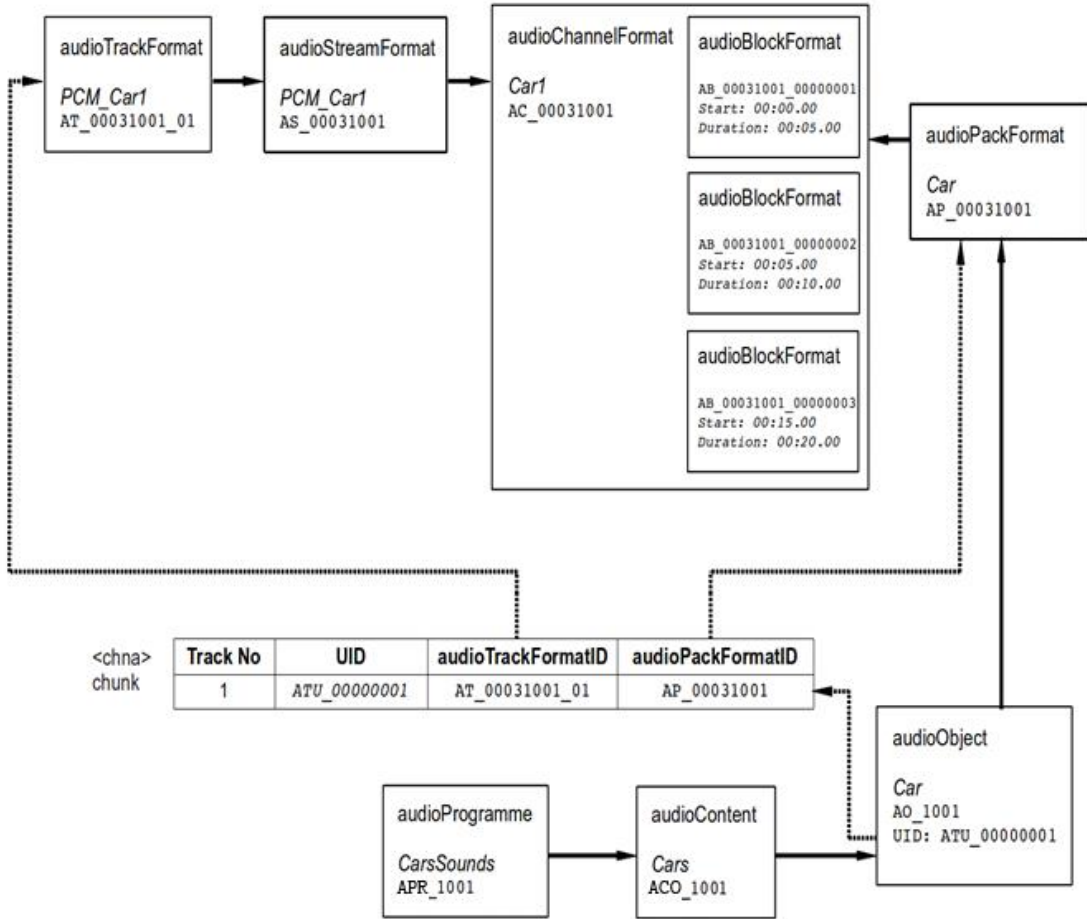 audioTrackFormat
PCM_Car1
AT_00031001_01
audioStreamFormat
PCM_Car1
AS_00031001
audioChannelFormat
Car1
AC_00031001
audioBlockFormat
AB_00031001_00000001
Start: 00:00.00
Duration: 00:05.00
audioBlockFormat
AB_00031001_00000002
Start: 00:05.00
Duration: 00:10.00
audioBlockFormat
AB_00031001_00000003
Start: 00:15.00
Duration: 00:20.00
audioPackFormat
Car
AP_00031001
<chna>
chunk
Track No UID audioTrackFormatID audioPackFormatID
1 ATU_00000001 AT_00031001_01 AP_00031001
audioProgramme
CarsSounds
APR_1001
audioContent
Cars
ACO_1001
audioObject
Car
AO_1001
UID: ATU_00000001